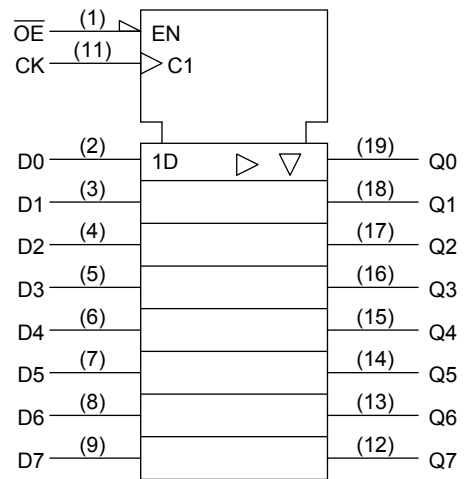 O̅E̅ (1) EN
CK (11) C1
D0 (2) 1D (19) Q0
D1 (3) (18) Q1
D2 (4) (17) Q2
D3 (5) (16) Q3
D4 (6) (15) Q4
D5 (7) (14) Q5
D6 (8) (13) Q6
D7 (9) (12) Q7